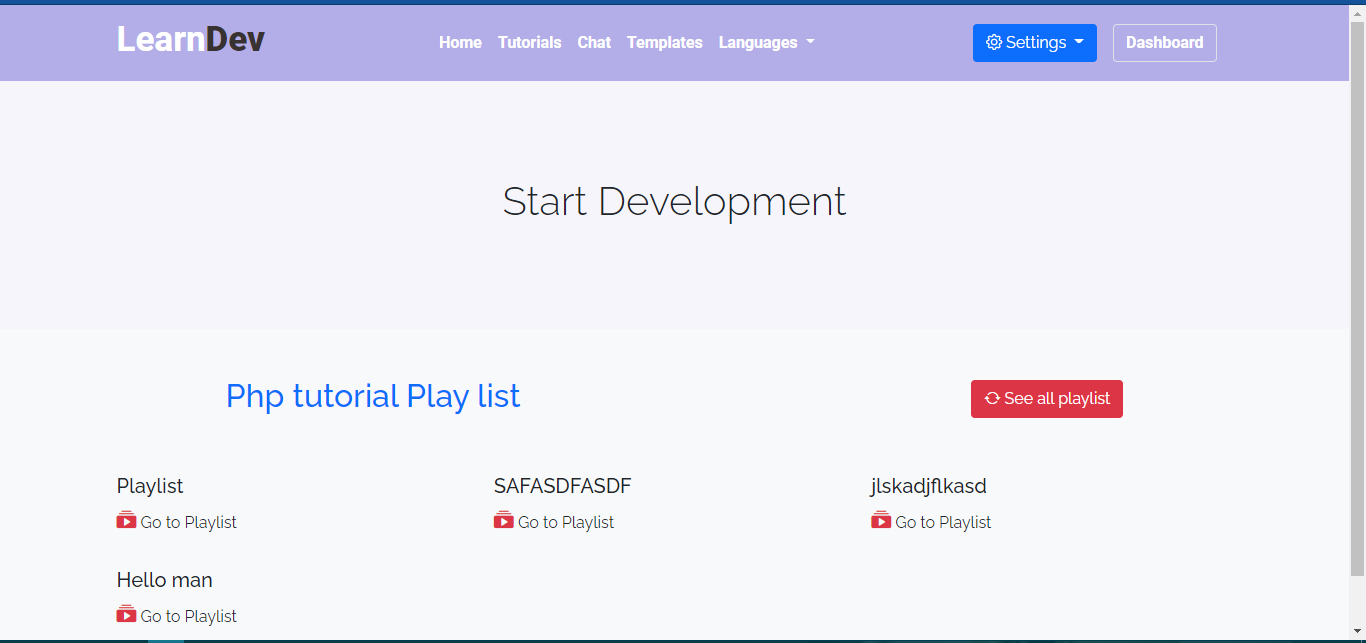 LearnDev Home Tutorials Chat Templates Languages Settings Dashboard
Start Development
Php tutorial Play list See all playlist
Playlist SAFASDFASDF jlskadjflkasd
Go to Playlist Go to Playlist Go to Playlist
Hello man
Go to Playlist